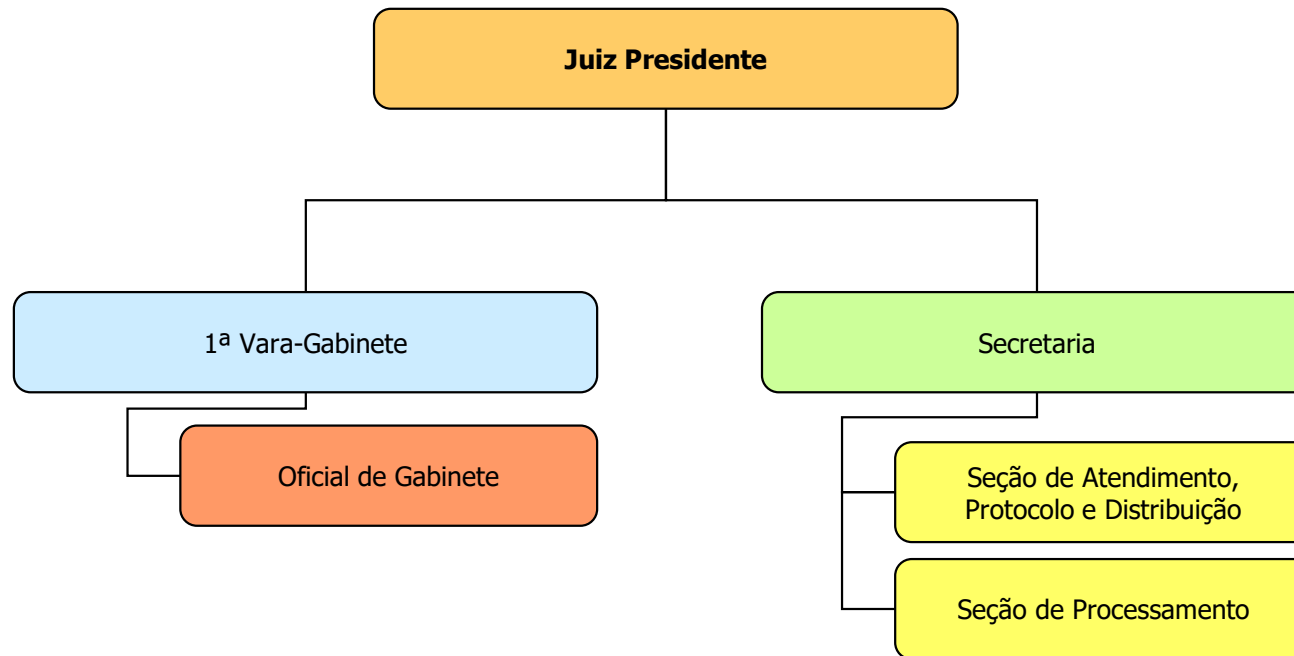 Juiz Presidente
1ª Vara-Gabinete
Secretaria
Oficial de Gabinete
Seção de Atendimento,
Protocolo e Distribuição
Seção de Processamento